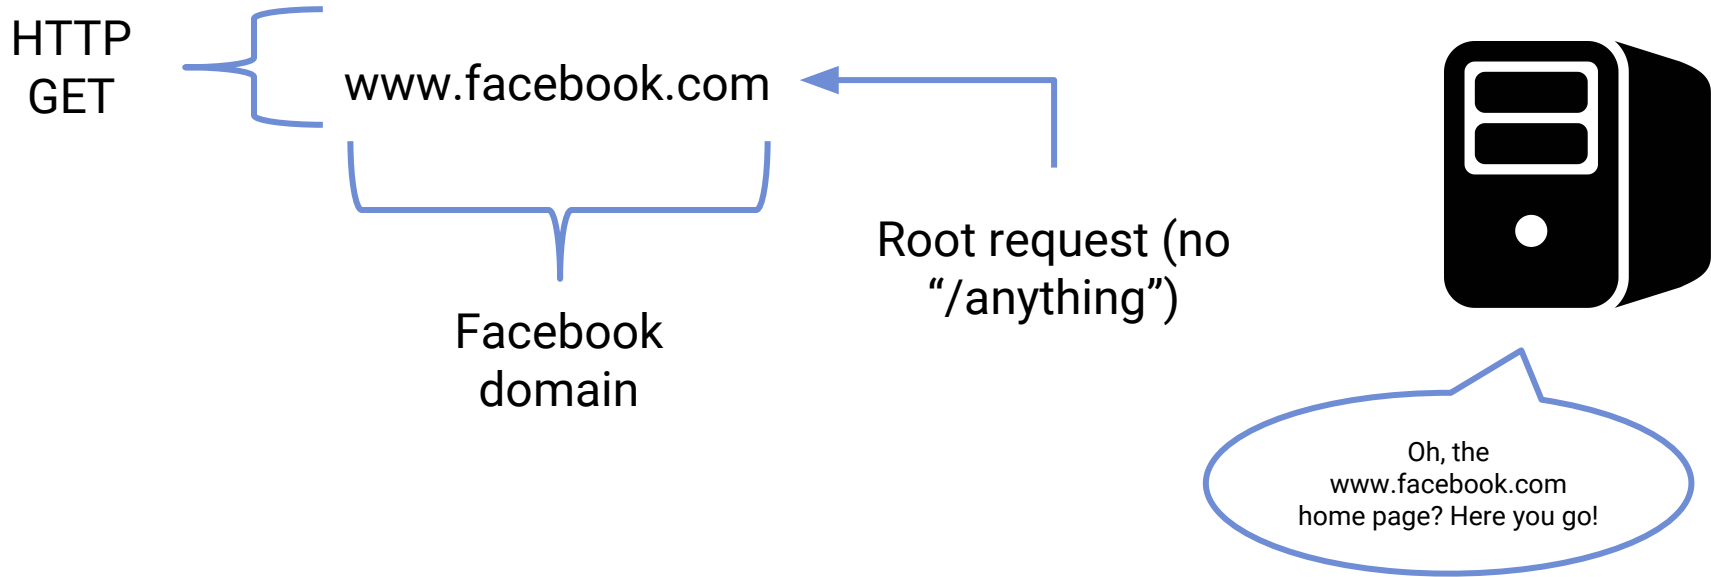 HTTP
GET
www.facebook.com
Facebook
domain
Root request (no
“/anything”)
Oh, the
www.facebook.com
home page? Here you go!